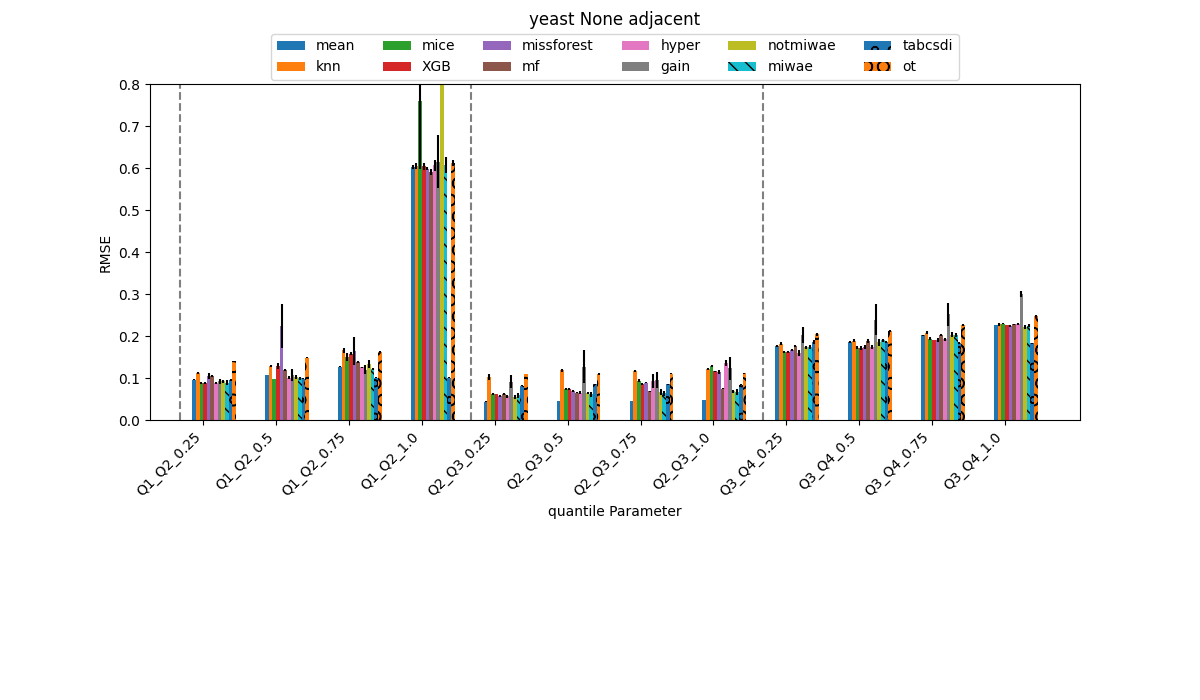 yeast None adjacent
mean mice missforest hyper notmiwae tabcsdi
knn XGB mf gain miwae ot
0.8
0.7
0.6
0.5
0.4
0.3
0.2
0.1
0.0
RMSE
Q1_Q2_0.25 Q1_Q2_0.5 Q1_Q2_0.75 Q1_Q2_1.0 Q2_Q3_0.25 Q2_Q3_0.5 Q2_Q3_0.75 Q2_Q3_1.0 Q3_Q4_0.25 Q3_Q4_0.5 Q3_Q4_0.75 Q3_Q4_1.0
quantile Parameter